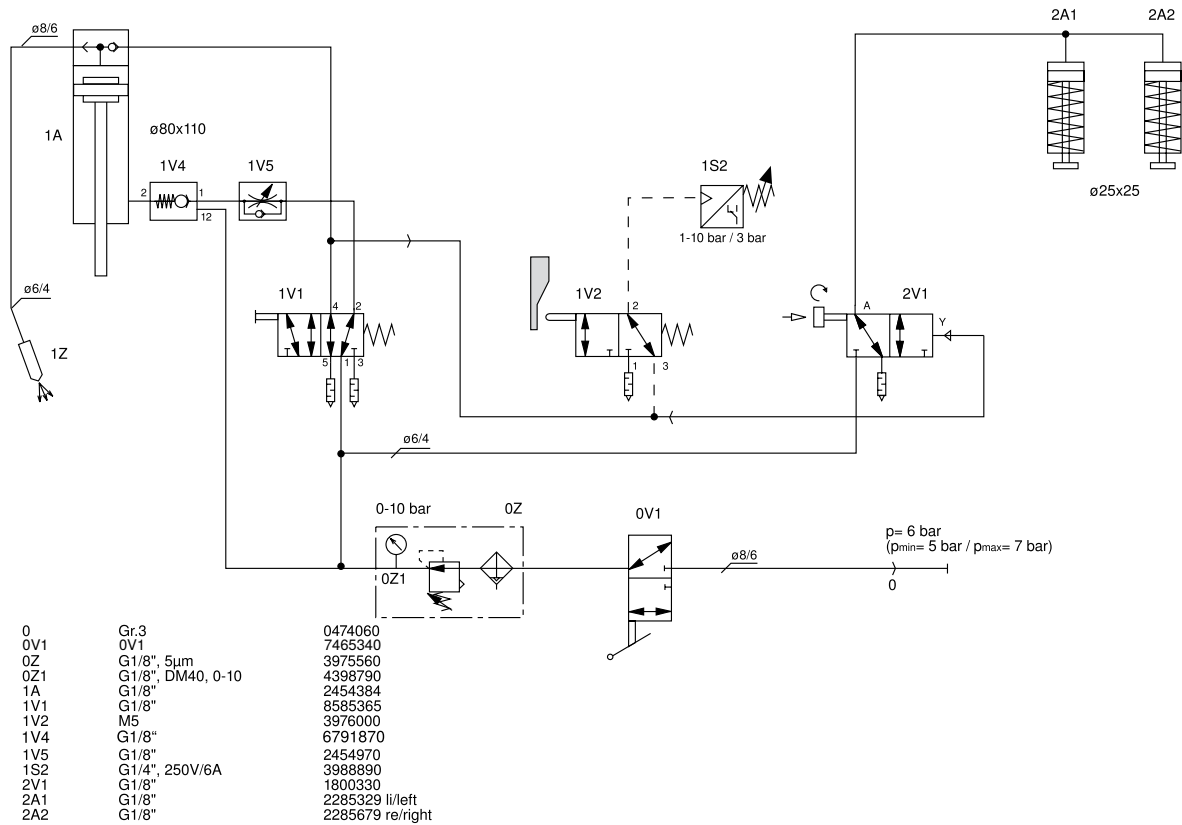 2A1 2A2
ø8/6
1A
ø80x110
1V4 1V5
1S2
2 1
12
ø25x25
1-10 bar / 3 bar
ø6/4
1V1
4 2
1V2
2
A
2V1
Y
1Z
5 1 3
1 3
ø6/4
0-10 bar
0Z
0V1
p= 6 bar
(pmin= 5 bar / pmax= 7 bar)
ø8/6
0Z1
0
0 Gr.3 0474060
0V1 0V1 7465340
0Z G1/8", 5µm 3975560
0Z1 G1/8", DM40, 0-10 4398790
1A G1/8" 2454384
1V1 G1/8" 8585365
1V2 M5 3976000
1V4 G1/8“ 6791870
1V5 G1/8" 2454970
1S2 G1/4", 250V/6A 3988890
2V1 G1/8" 1800330
2A1 G1/8" 2285329 li/left
2A2 G1/8" 2285679 re/right